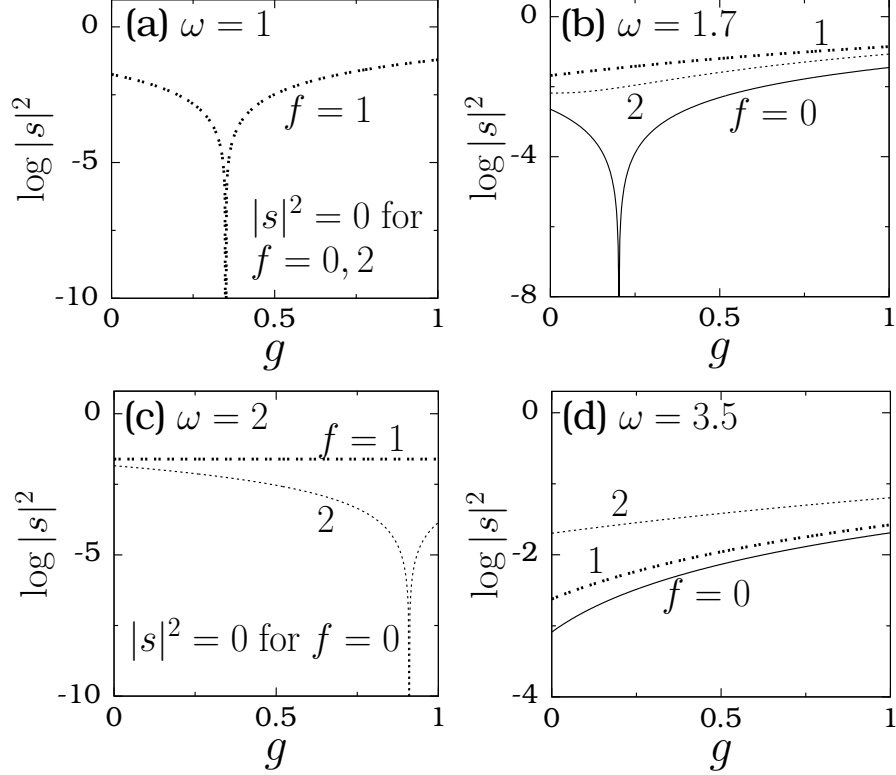 (a) ω = 1
0
-5
-10
log |s|²
f = 1
|s|² = 0 for
f = 0, 2
0
0.5
1
g
(b) ω = 1.7
0
-4
-8
log |s|²
1
2
f = 0
0
0.5
1
g
(c) ω = 2
0
-5
-10
log |s|²
f = 1
2
|s|² = 0 for f = 0
0
0.5
1
g
(d) ω = 3.5
0
-2
-4
log |s|²
2
1
f = 0
0
0.5
1
g